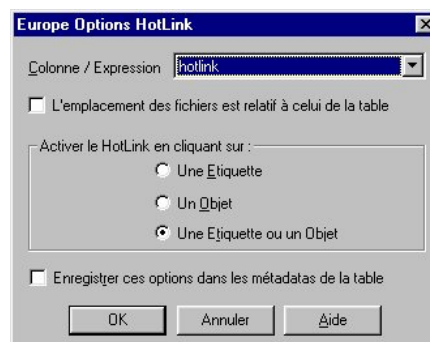 Europe Options HotLink
Colonne / Expression hotlink
L'emplacement des fichiers est relatif à celui de la table
Activer le HotLink en cliquant sur :
Une Etiquette
Un Objet
Une Etiquette ou un Objet
Enregistrer ces options dans les métadatas de la table
OK Annuler Aide